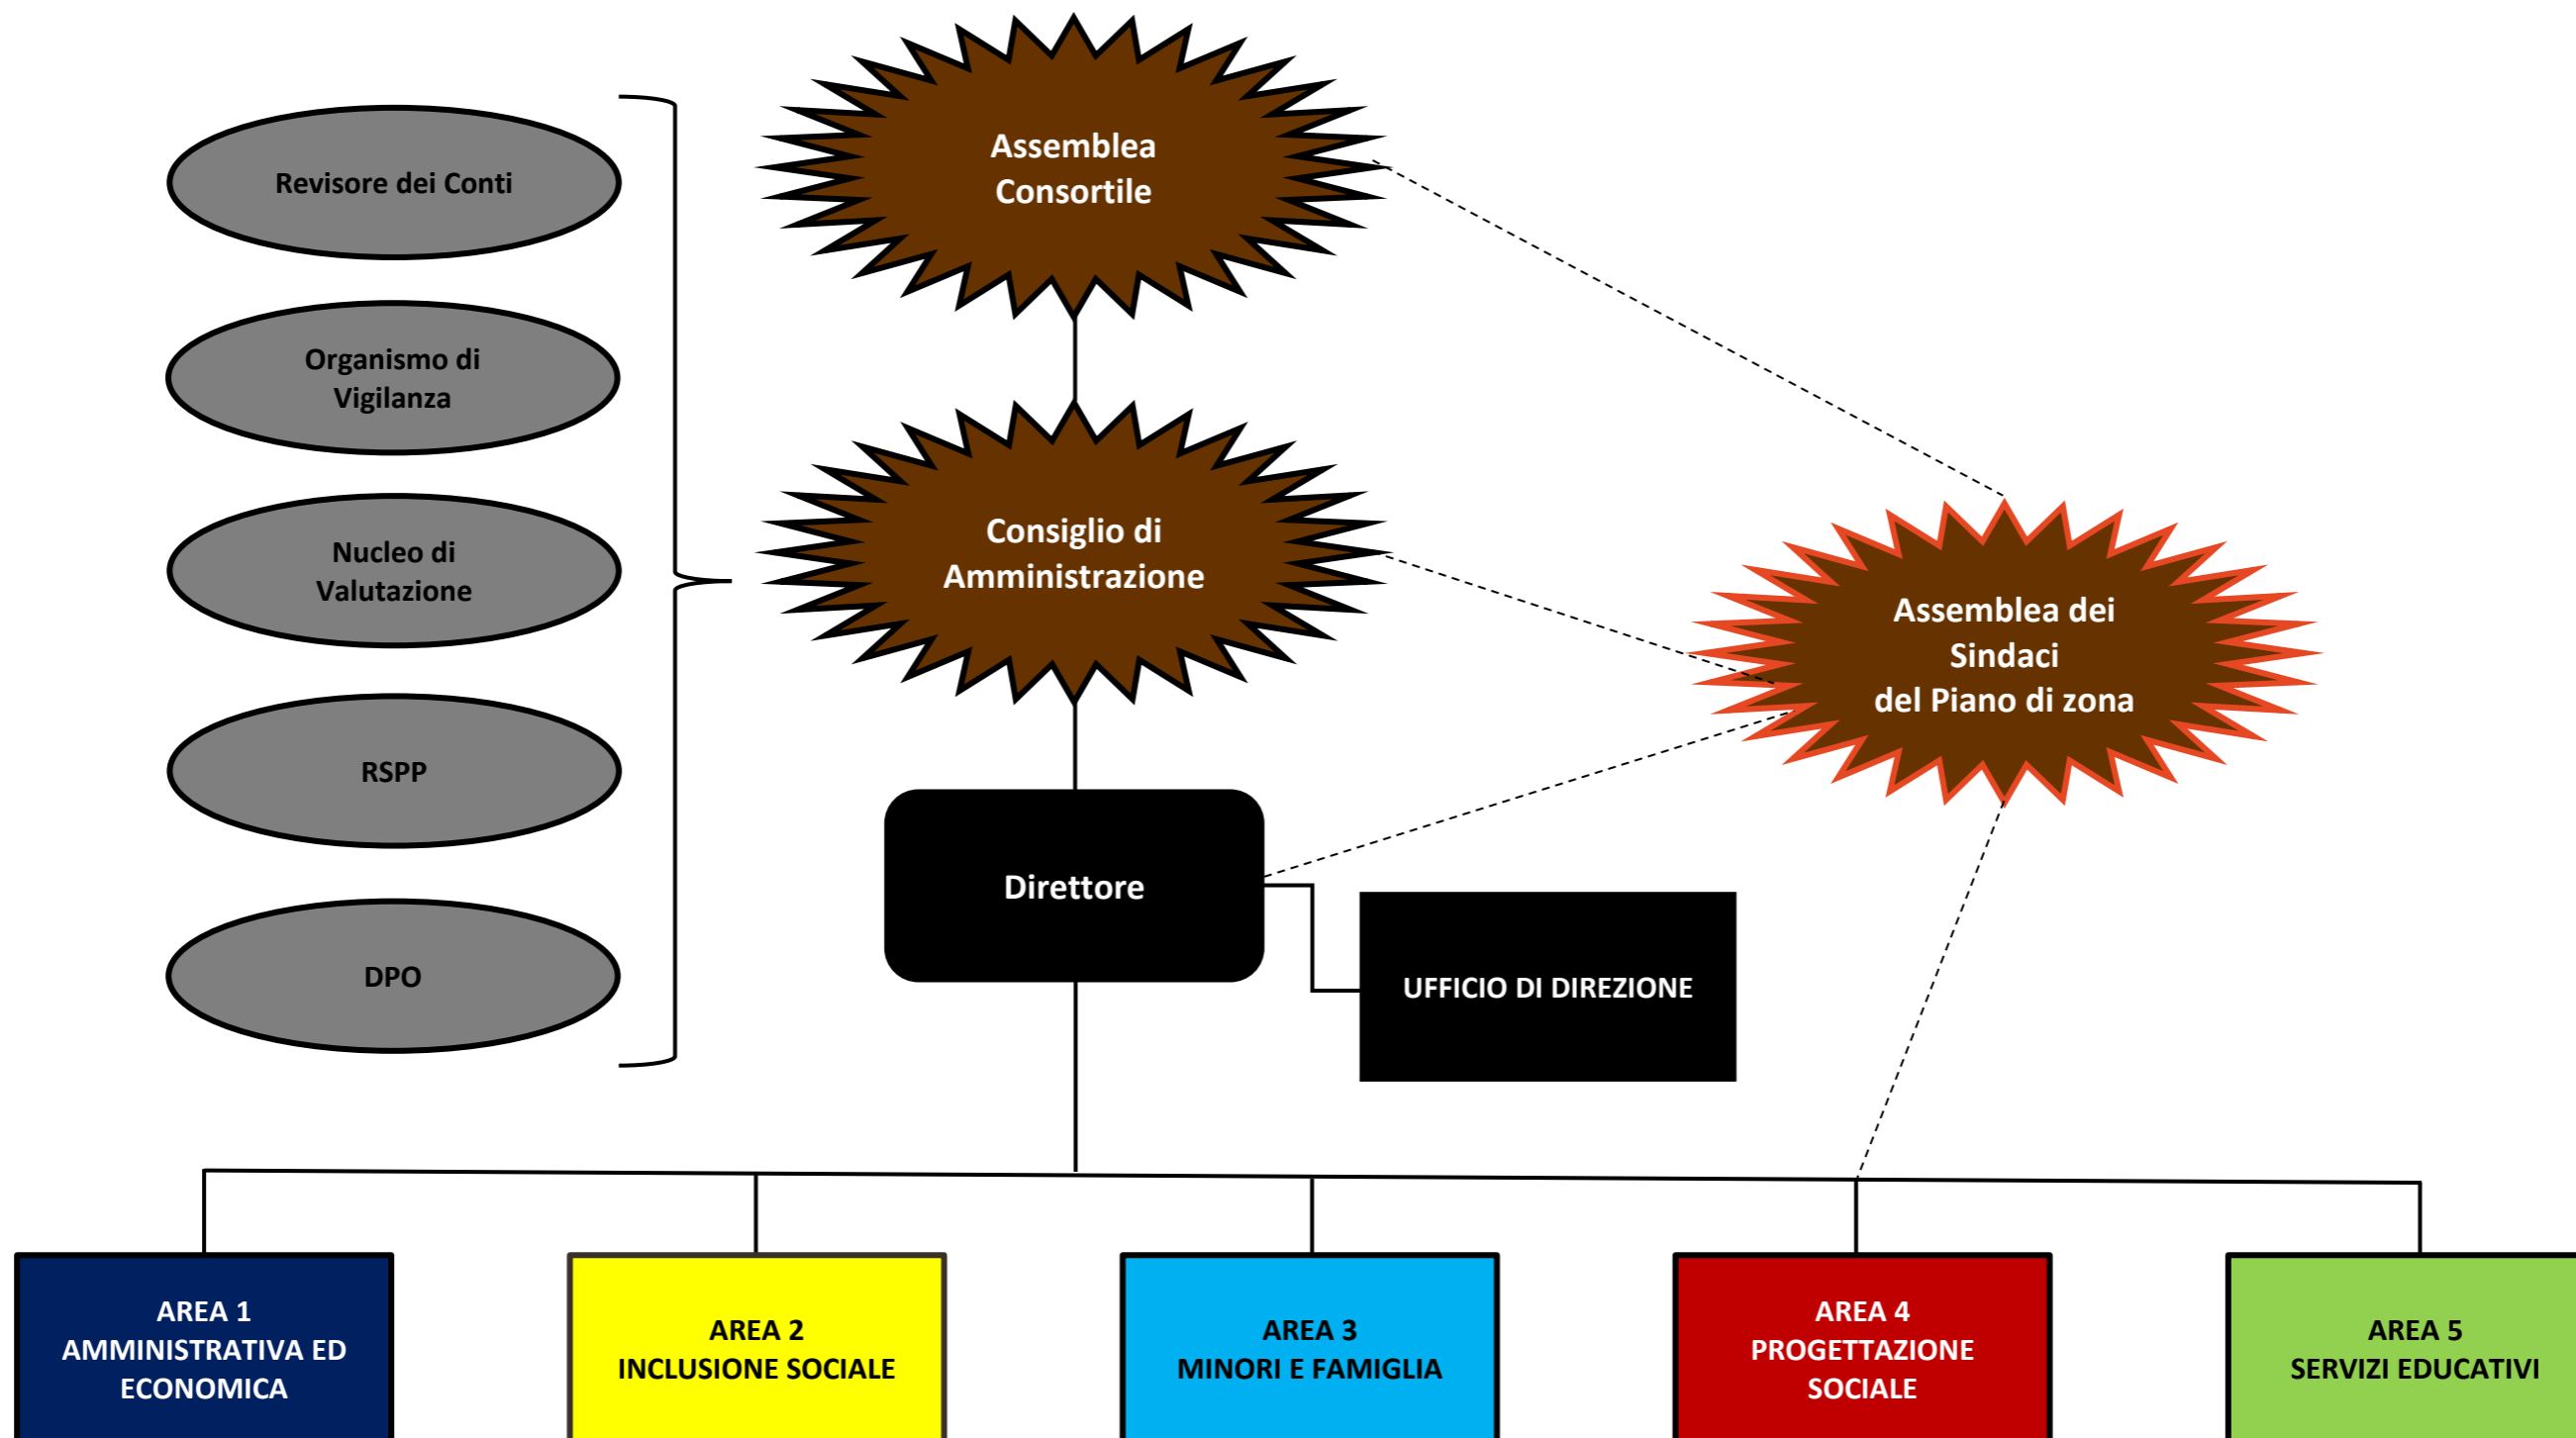 Assemblea
Consortile
Revisore dei Conti
Organismo di
Vigilanza
Nucleo di
Valutazione
RSPP
DPO
Consiglio di
Amministrazione
Assemblea dei
Sindaci
del Piano di zona
Direttore
UFFICIO DI DIREZIONE
AREA 1
AMMINISTRATIVA ED
ECONOMICA
AREA 2
INCLUSIONE SOCIALE
AREA 3
MINORI E FAMIGLIA
AREA 4
PROGETTAZIONE
SOCIALE
AREA 5
SERVIZI EDUCATIVI